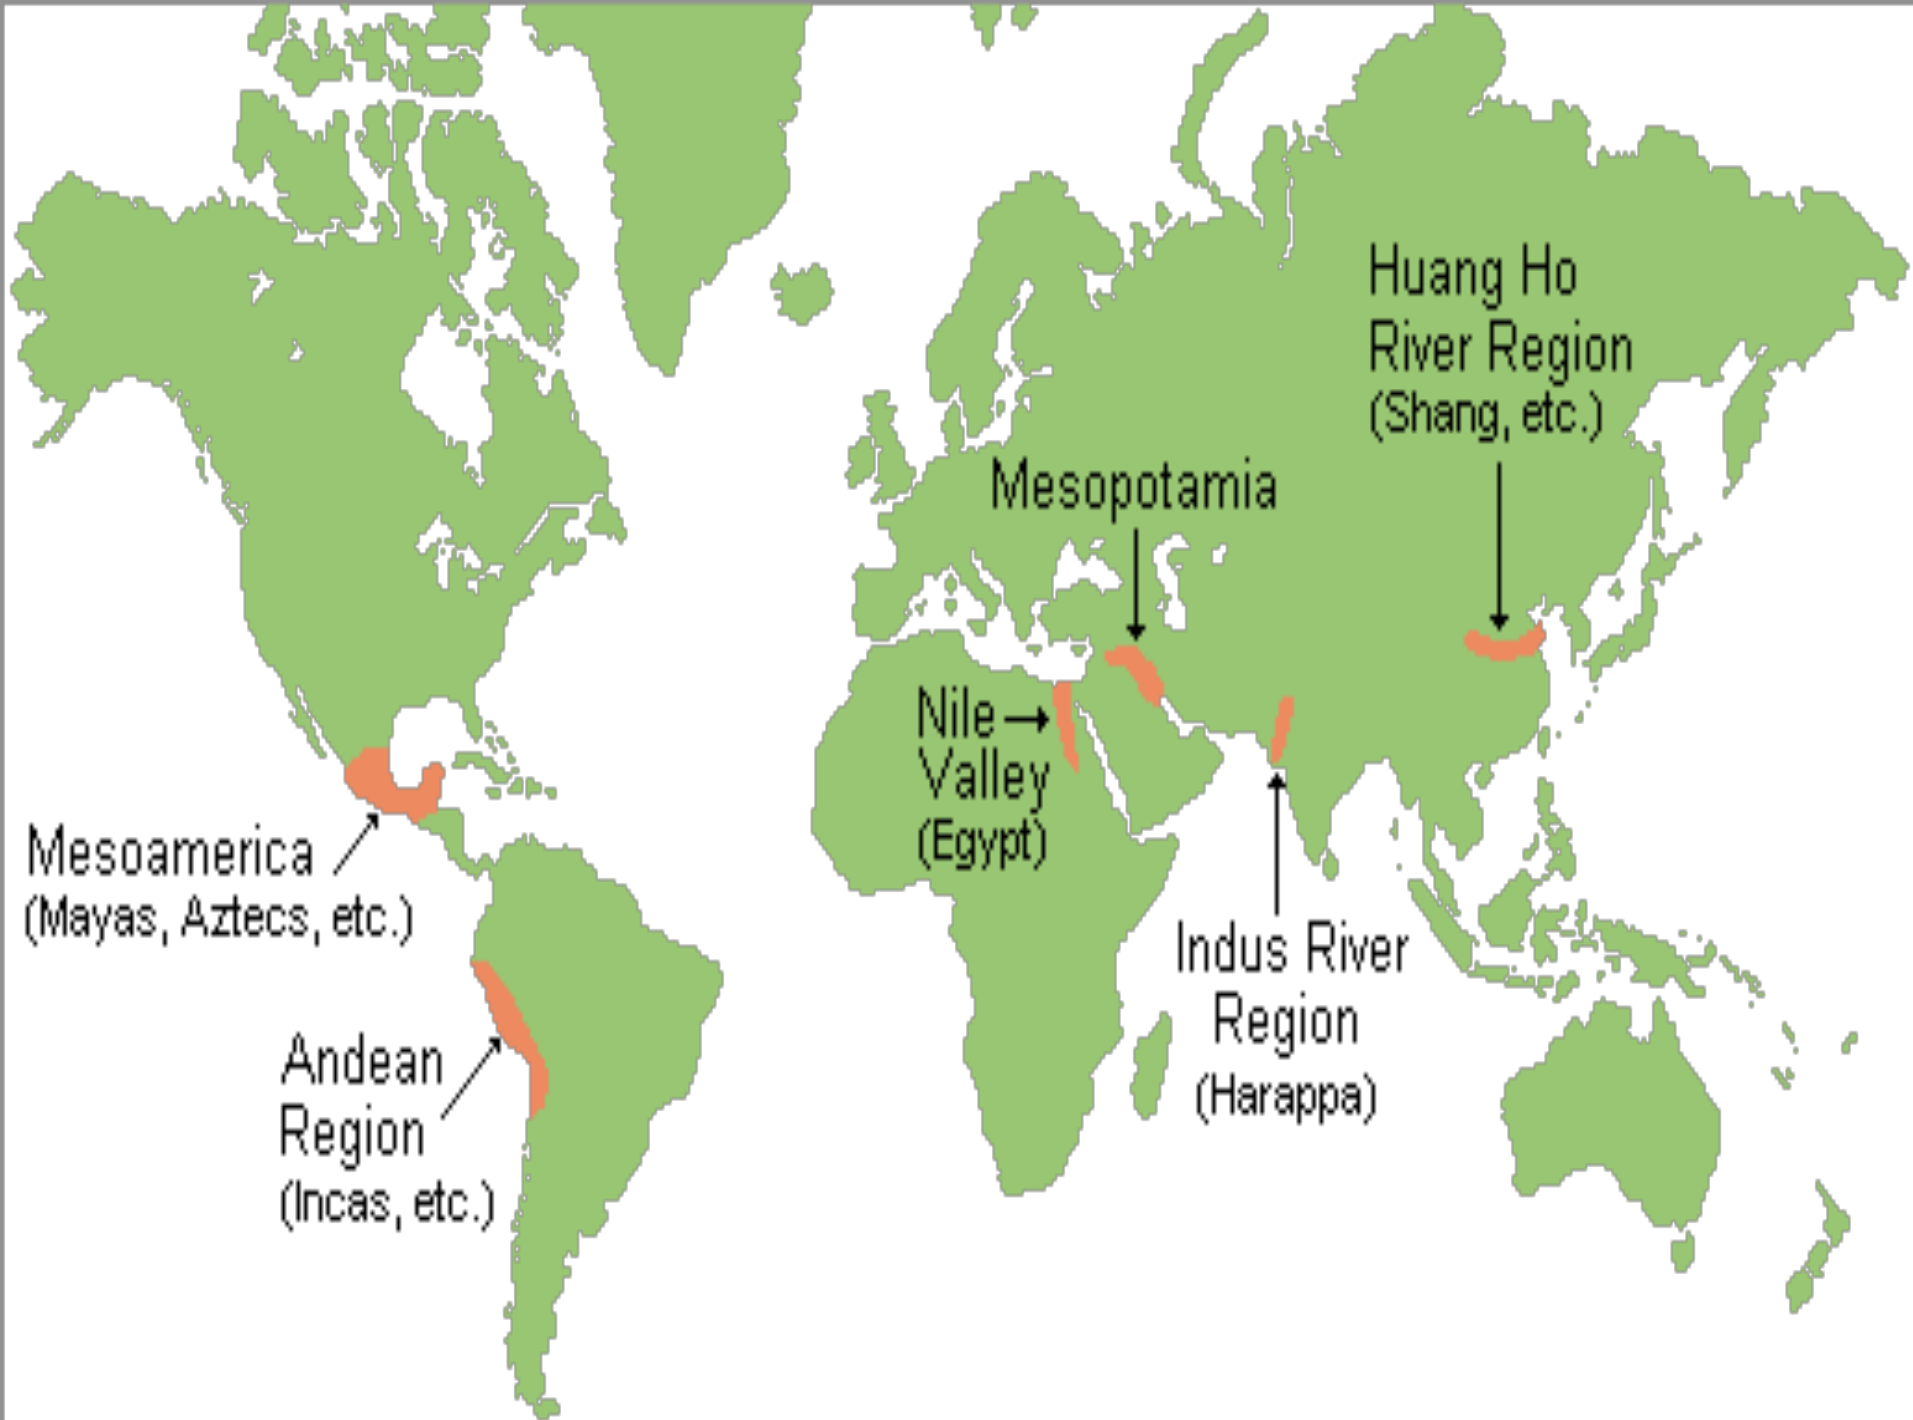 Huang Ho
River Region
(Shang, etc.)
Mesopotamia
Nile
Valley
(Egypt)
Mesoamerica
(Mayas, Aztecs, etc.)
Indus River
Region
(Harappa)
Andean
Region
(Incas, etc.)